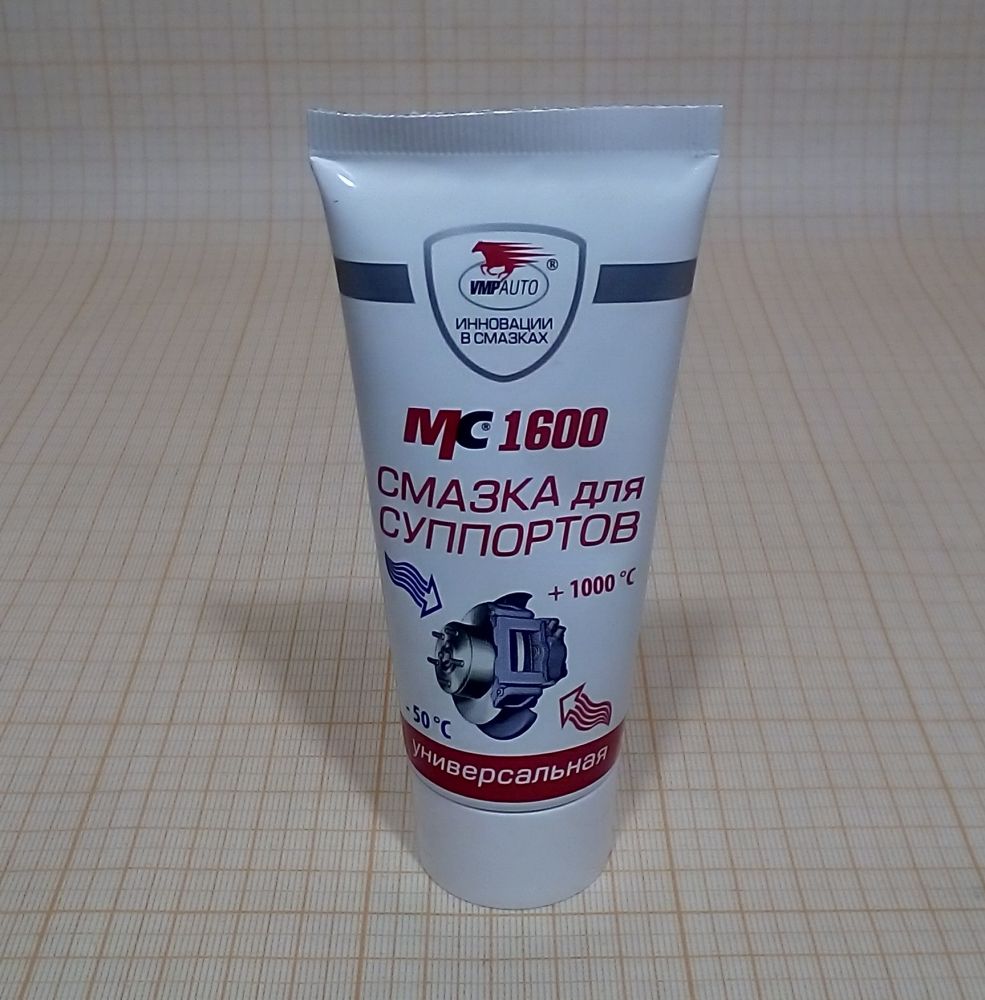 VMPAUTO ®
ИННОВАЦИИ
В СМАЗКАХ
МС® 1600
СМАЗКА для
СУППОРТОВ
+ 1000 °C
- 50 °C
универсальная